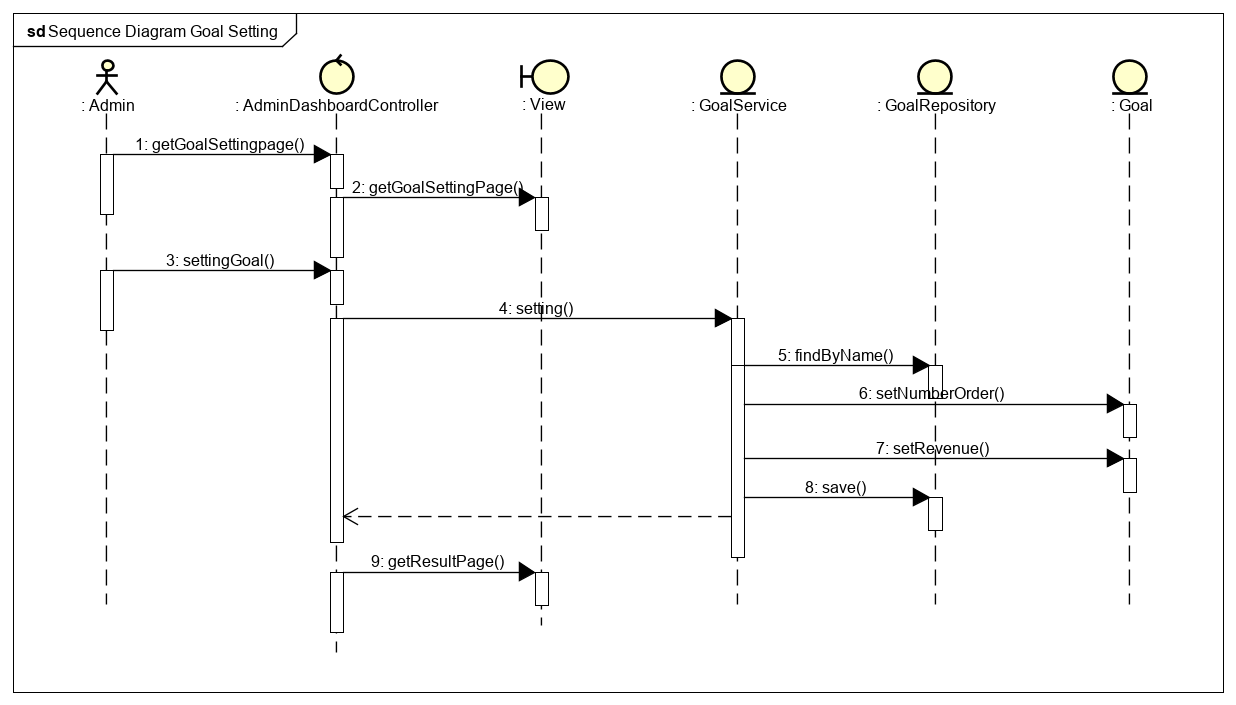 sd Sequence Diagram Goal Setting
: Admin
: AdminDashboardController
: View
: GoalService
: GoalRepository
: Goal
1: getGoalSettingpage()
2: getGoalSettingPage()
3: settingGoal()
4: setting()
5: findByName()
6: setNumberOrder()
7: setRevenue()
8: save()
9: getResultPage()